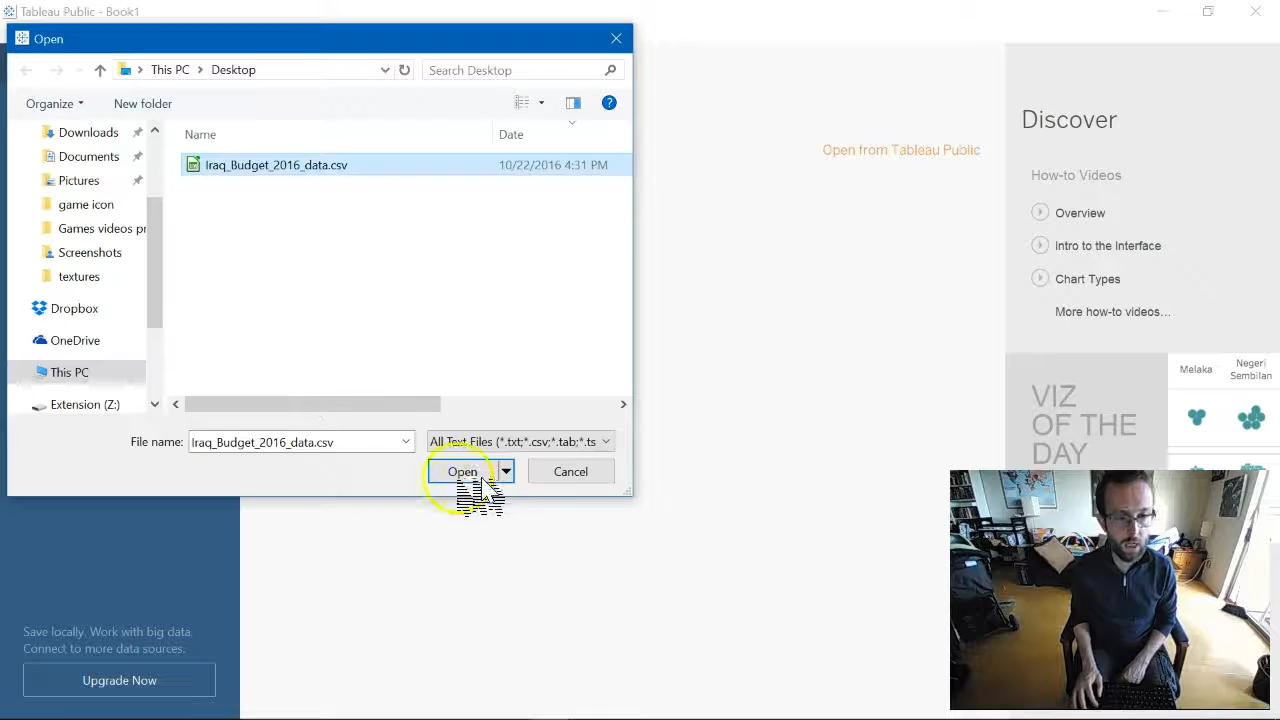 Tableau Public - Book1
Open
This PC
Desktop
Search Desktop
Organize
New folder
Name
Date
Downloads
Documents
Pictures
game icon
Games videos pr
Screenshots
textures
Dropbox
OneDrive
This PC
Extension (Z:)
Iraq_Budget_2016_data.csv
10/22/2016 4:31 PM
File name:
Iraq_Budget_2016_data.csv
All Text Files (*.txt;*.csv;*.tab;*.ts
Open
Cancel
Open from Tableau Public
Discover
How-to Videos
Overview
Intro to the Interface
Chart Types
More how-to videos...
VIZ
OF THE
DAY
Melaka
Negeri
Sembilan
Save locally. Work with big data.
Connect to more data sources.
Upgrade Now